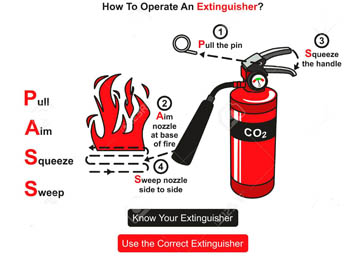 How To Operate An Extinguisher?
1
Pull the pin
3
Squeeze
the handle
Pull
Aim
Squeeze
Sweep
2
Aim
nozzle
at base
of fire
4
Sweep nozzle
side to side
CO2
Know Your Extinguisher
Use the Correct Extinguisher